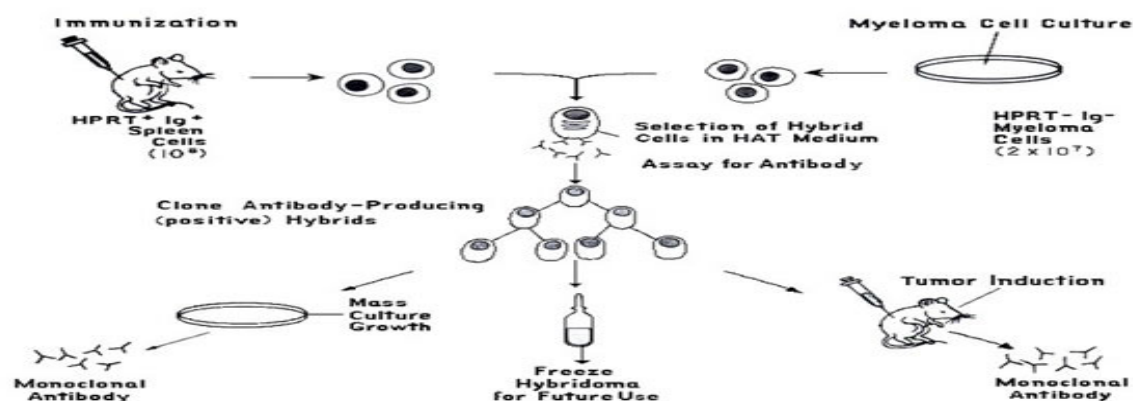 Immunization
HPRT+ Ig+
Spleen
Cells
(10⁸)
Myeloma Cell Culture
HPRT- Ig-
Myeloma
Cells
(2 x 10⁷)
Selection of Hybrid
Cells in HAT Medium
Assay for Antibody
Clone Antibody-Producing
(positive) Hybrids
Mass
Culture
Growth
Monoclonal
Antibody
Freeze
Hybridoma
for Future Use
Tumor Induction
Monoclonal
Antibody